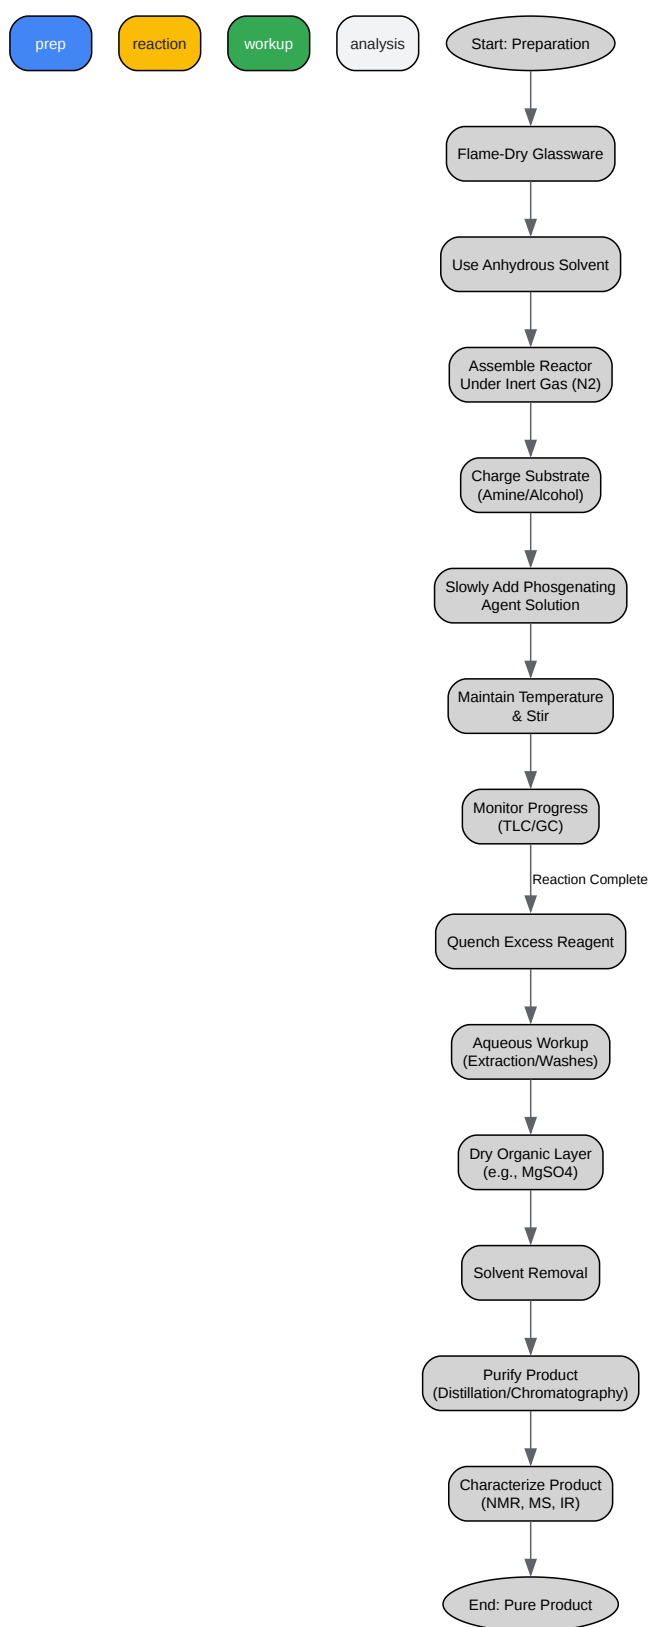 prep
reaction
workup
analysis
Start: Preparation
Flame-Dry Glassware
Use Anhydrous Solvent
Assemble Reactor
Under Inert Gas (N2)
Charge Substrate
(Amine/Alcohol)
Slowly Add Phosgenating
Agent Solution
Maintain Temperature
& Stir
Monitor Progress
(TLC/GC)
Reaction Complete
Quench Excess Reagent
Aqueous Workup
(Extraction/Washes)
Dry Organic Layer
(e.g., MgSO4)
Solvent Removal
Purify Product
(Distillation/Chromatography)
Characterize Product
(NMR, MS, IR)
End: Pure Product